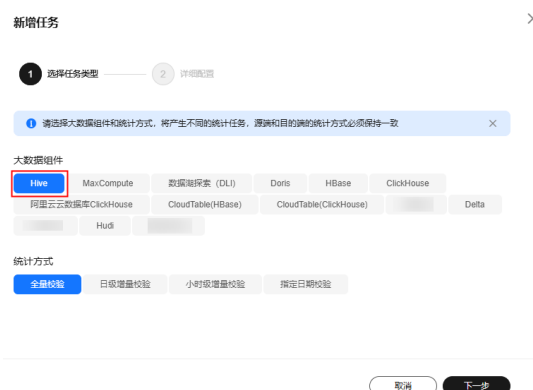 新增任务
1 选择任务类型 2 详细配置
请选择大数据组件和统计方式，将产生不同的统计任务，源端和目的端的统计方式必须保持一致
大数据组件
Hive MaxCompute 数据湖探索（DLI） Doris HBase ClickHouse
阿里云云数据库ClickHouse CloudTable(HBase) CloudTable(ClickHouse) Delta
Hudi
统计方式
全量校验 日级增量校验 小时级增量校验 指定日期校验
取消 下一步